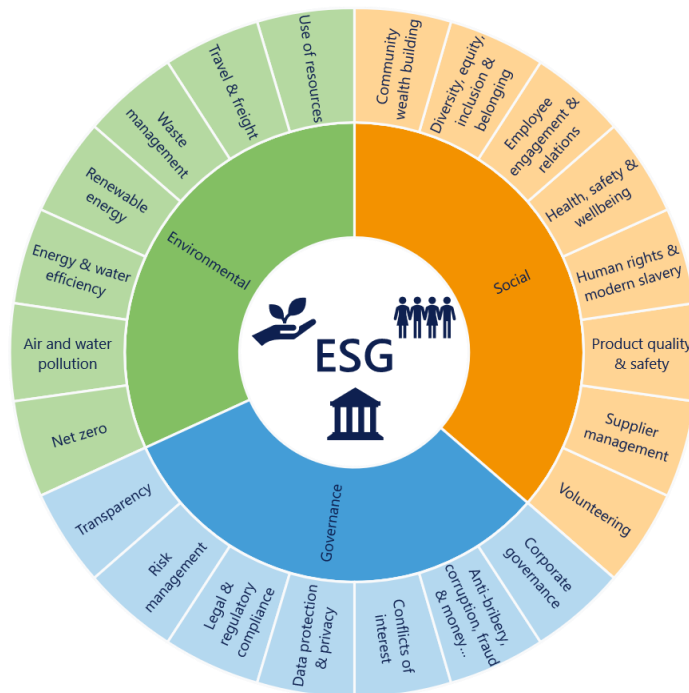 Use of resources
Travel & freight
Waste
management
Renewable
energy
Energy & water
efficiency
Air and water
pollution
Net zero
Environmental
Community
wealth building
Diversity, equity,
inclusion &
belonging
Employee
engagement &
relations
Health, safety &
wellbeing
Human rights &
modern slavery
Product quality
& safety
Supplier
management
Volunteering
Social
ESG
Governance
Corporate
governance
Anti-bribery,
corruption, fraud
& money...
Conflicts of
interest
Data protection
& privacy
Legal &
regulatory
compliance
Risk
management
Transparency